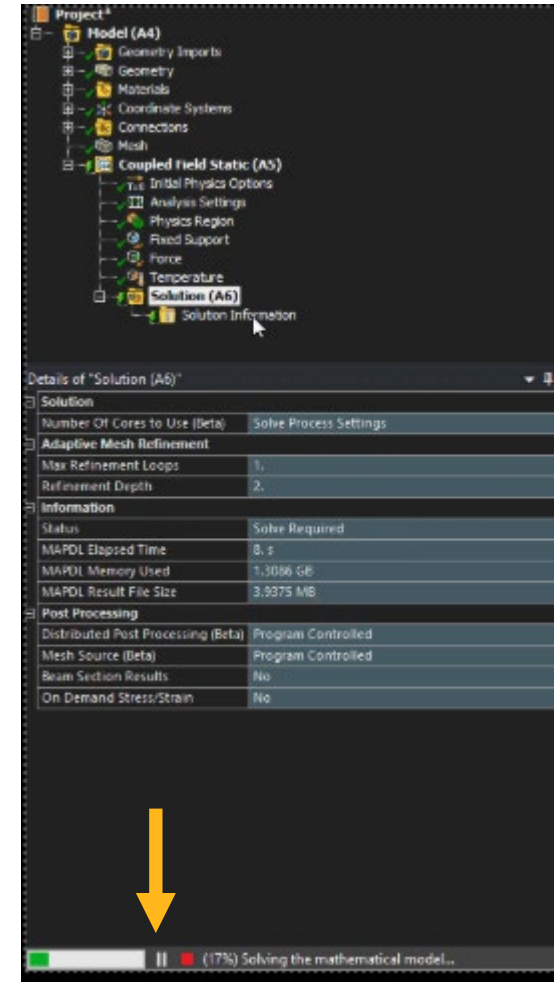 Project*
Model (A4)
Geometry Imports
Geometry
Materials
Coordinate Systems
Connections
Mesh
Coupled Field Static (A5)
Initial Physics Options
Analysis Settings
Physics Region
Fixed Support
Force
Temperature
Solution (A6)
Solution Information
Details of "Solution (A6)"
Solution
Number Of Cores to Use (Beta) Solve Process Settings
Adaptive Mesh Refinement
Max Refinement Loops 1.
Refinement Depth 2.
Information
Status Solve Required
MAPDL Elapsed Time 8. s
MAPDL Memory Used 1.3086 GB
MAPDL Result File Size 3.9375 MB
Post Processing
Distributed Post Processing (Beta) Program Controlled
Mesh Source (Beta) Program Controlled
Beam Section Results No
On Demand Stress/Strain No
(17%) Solving the mathematical model...